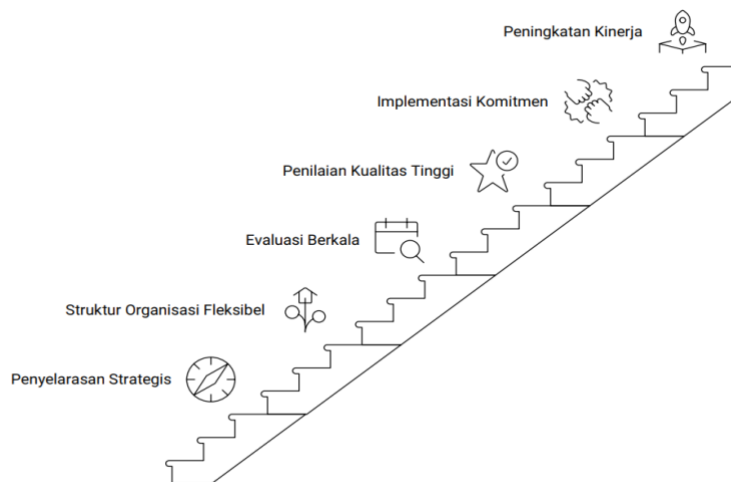 Peningkatan Kinerja
Implementasi Komitmen
Penilaian Kualitas Tinggi
Evaluasi Berkala
Struktur Organisasi Fleksibel
Penyelarasan Strategis